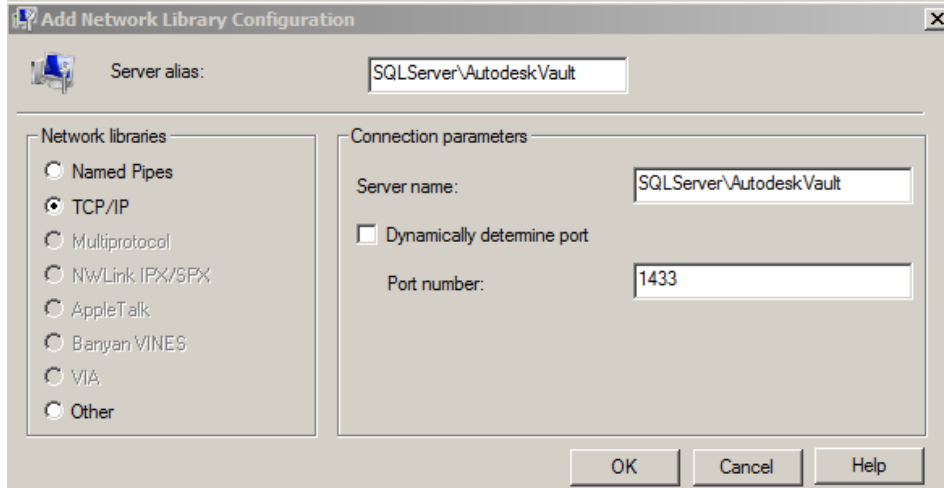 Add Network Library Configuration
Server alias:
SQLServer\AutodeskVault
Network libraries
Named Pipes
TCP/IP
Multiprotocol
NWLink IPX/SPX
AppleTalk
Banyan VINES
VIA
Other
Connection parameters
Server name:
SQLServer\AutodeskVault
Dynamically determine port
Port number:
1433
OK
Cancel
Help